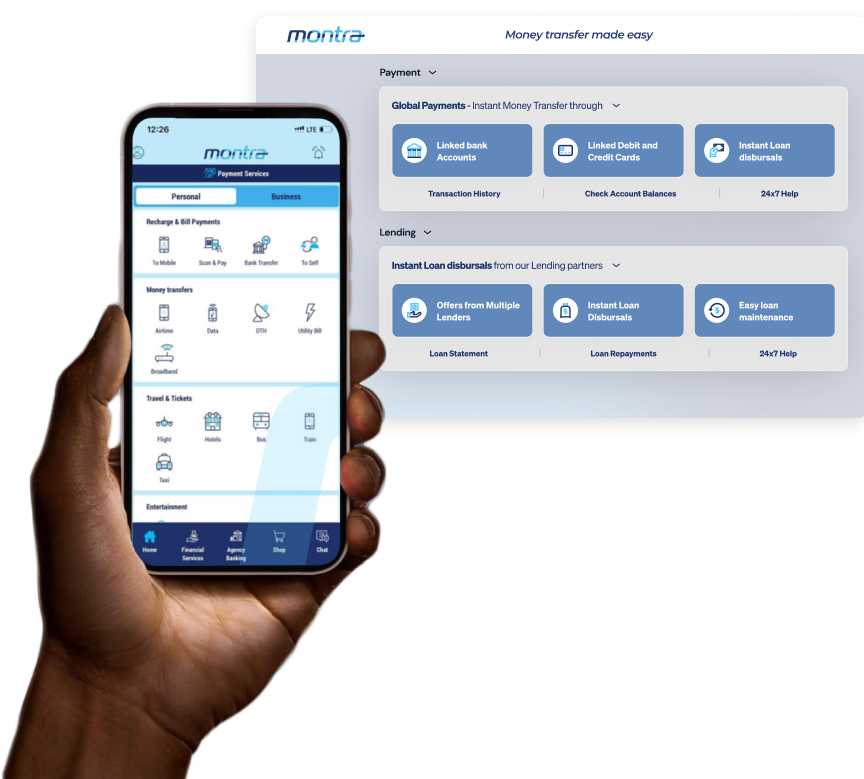 montra
Money transfer made easy
Payment
Global Payments - Instant Money Transfer through
Linked bank
Accounts
Linked Debit and
Credit Cards
Instant Loan
disbursals
Transaction History
Check Account Balances
24x7 Help
Lending
Instant Loan disbursals from our Lending partners
Offers from Multiple
Lenders
Instant Loan
Disbursals
Easy loan
maintenance
Loan Statement
Loan Repayments
24x7 Help
12:26
LTE
montra
Payment Services
Personal
Business
Recharge & Bill Payments
To Mobile
Scan & Pay
Bank Transfer
To Self
Money transfers
Airtime
Data
DTH
Utility Bill
Broadband
Travel & Tickets
Flight
Hotels
Bus
Train
Taxi
Entertainment
Home
Financial
Services
Agency
Banking
Shop
Chat